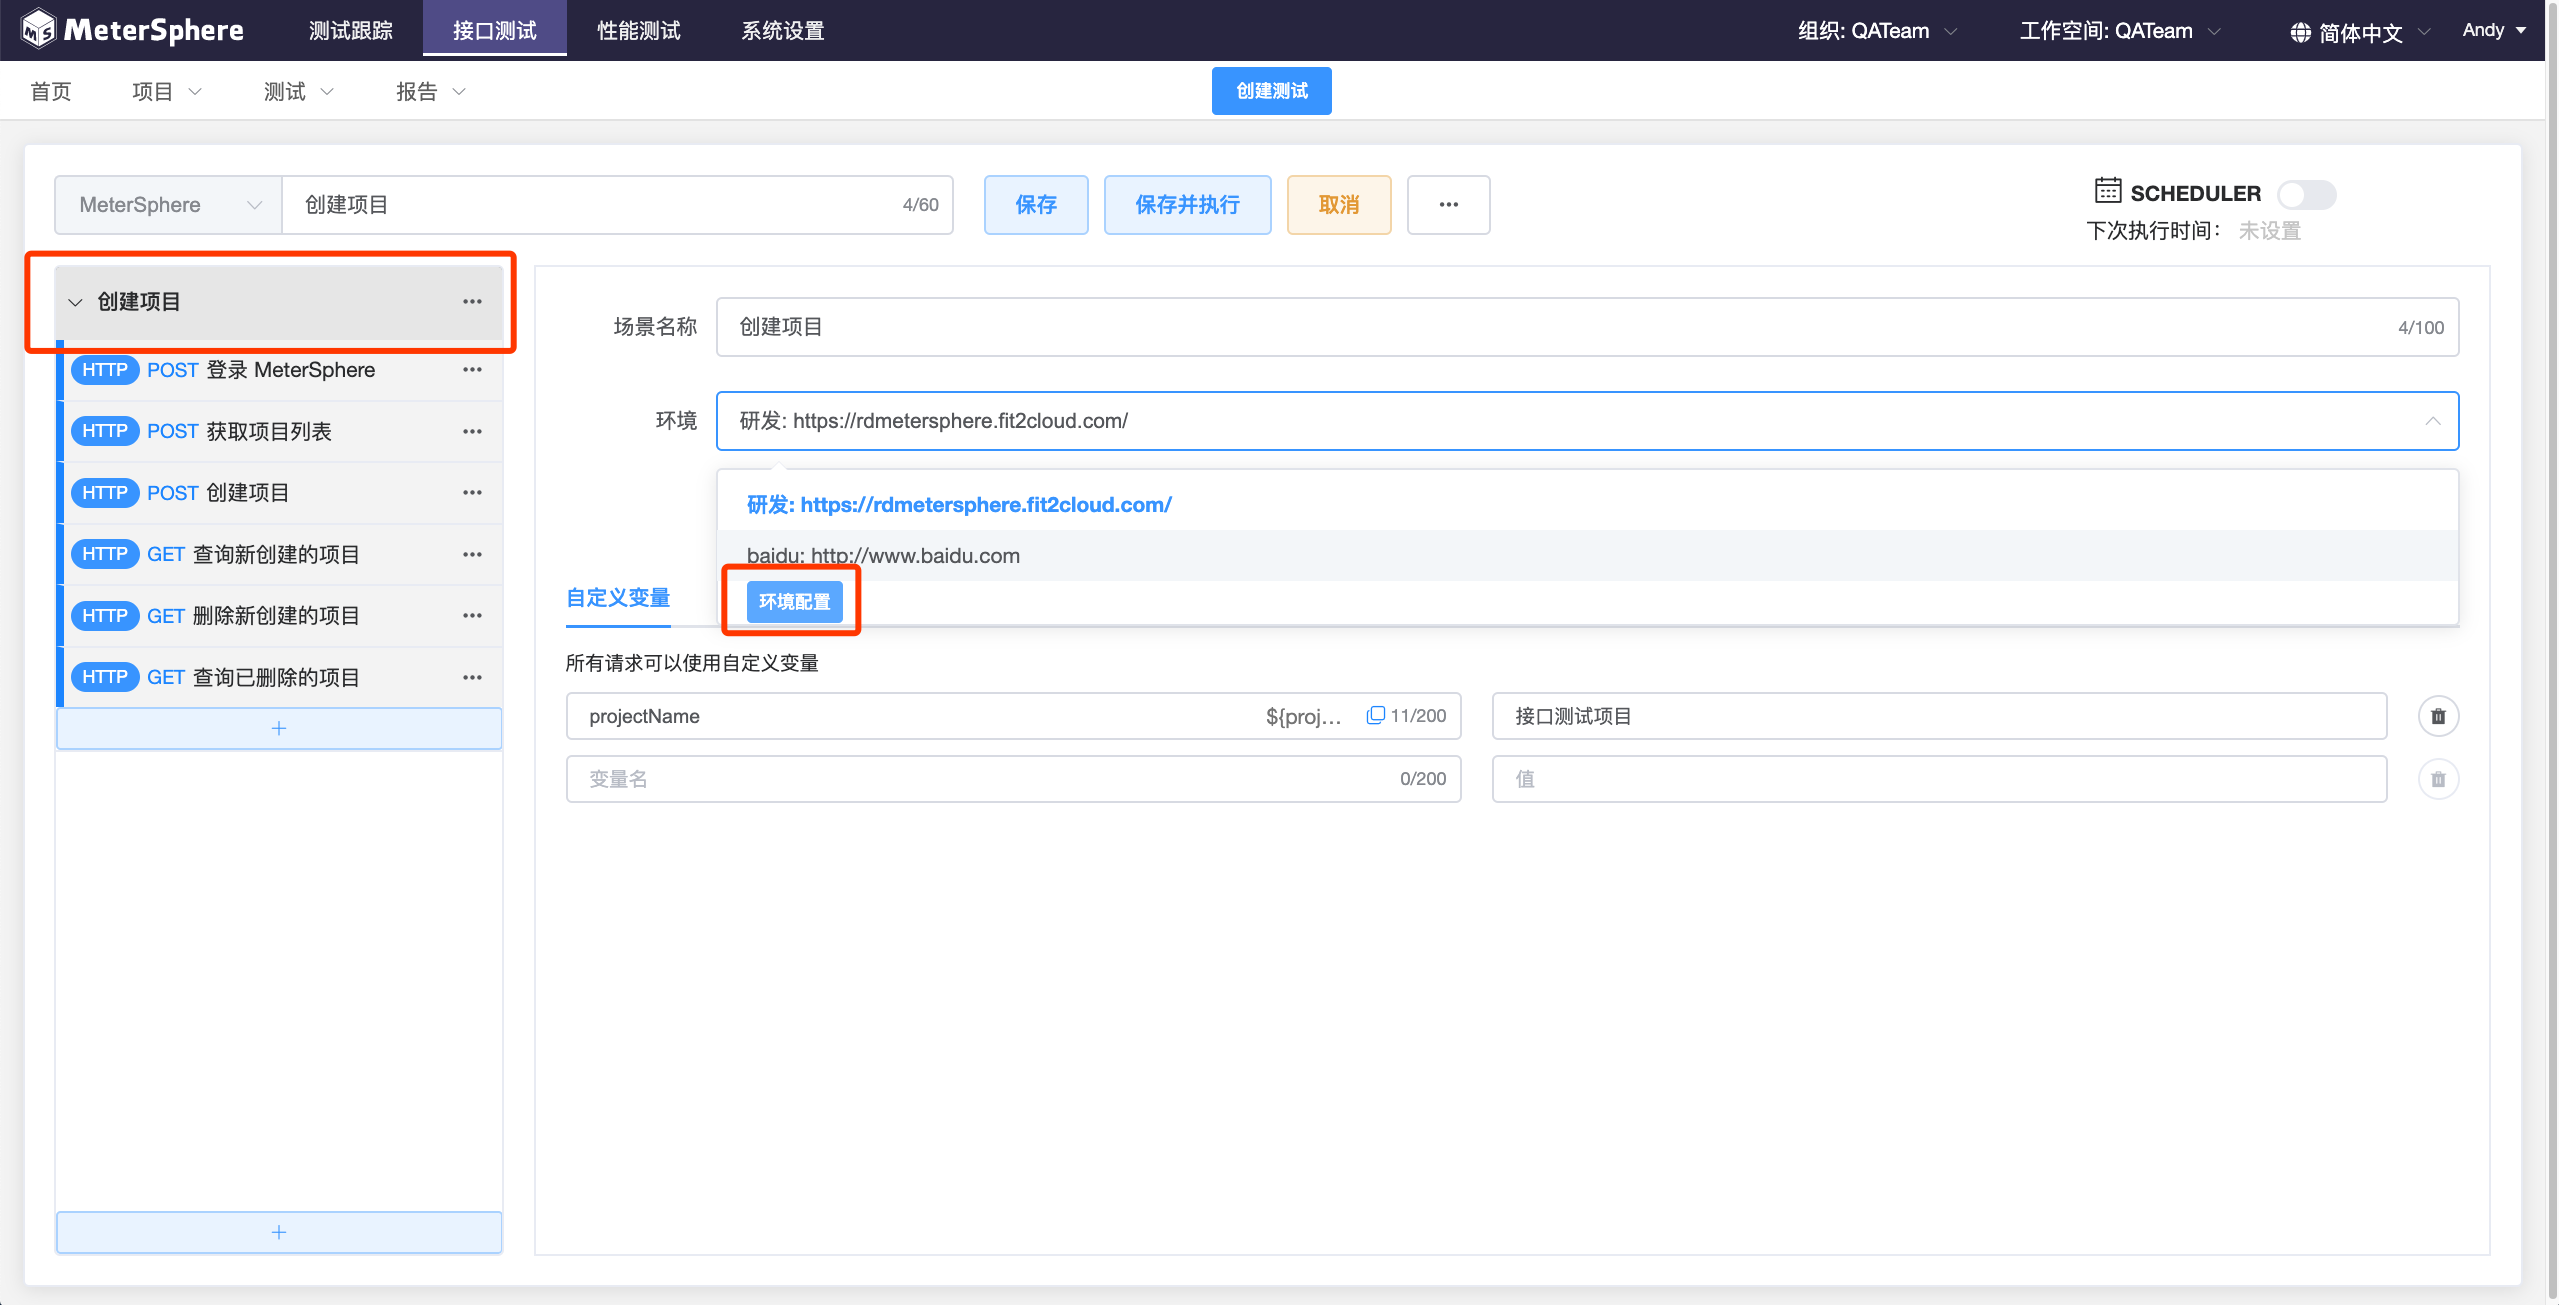 MeterSphere 测试跟踪 接口测试 性能测试 系统设置 组织: QATeam 工作空间: QATeam 简体中文 Andy
首页 项目 测试 报告 创建测试
MeterSphere 创建项目 4/60 保存 保存并执行 取消 ••• SCHEDULER
下次执行时间: 未设置
创建项目 •••
HTTP POST 登录 MeterSphere •••
HTTP POST 获取项目列表 •••
HTTP POST 创建项目 •••
HTTP GET 查询新创建的项目 •••
HTTP GET 删除新创建的项目 •••
HTTP GET 查询已删除的项目 •••
+
+
场景名称 创建项目 4/100
环境 研发: https://rdmetersphere.fit2cloud.com/
研发: https://rdmetersphere.fit2cloud.com/
baidu: http://www.baidu.com
环境配置
自定义变量
所有请求可以使用自定义变量
projectName ${proj... 11/200 接口测试项目
变量名 0/200 值